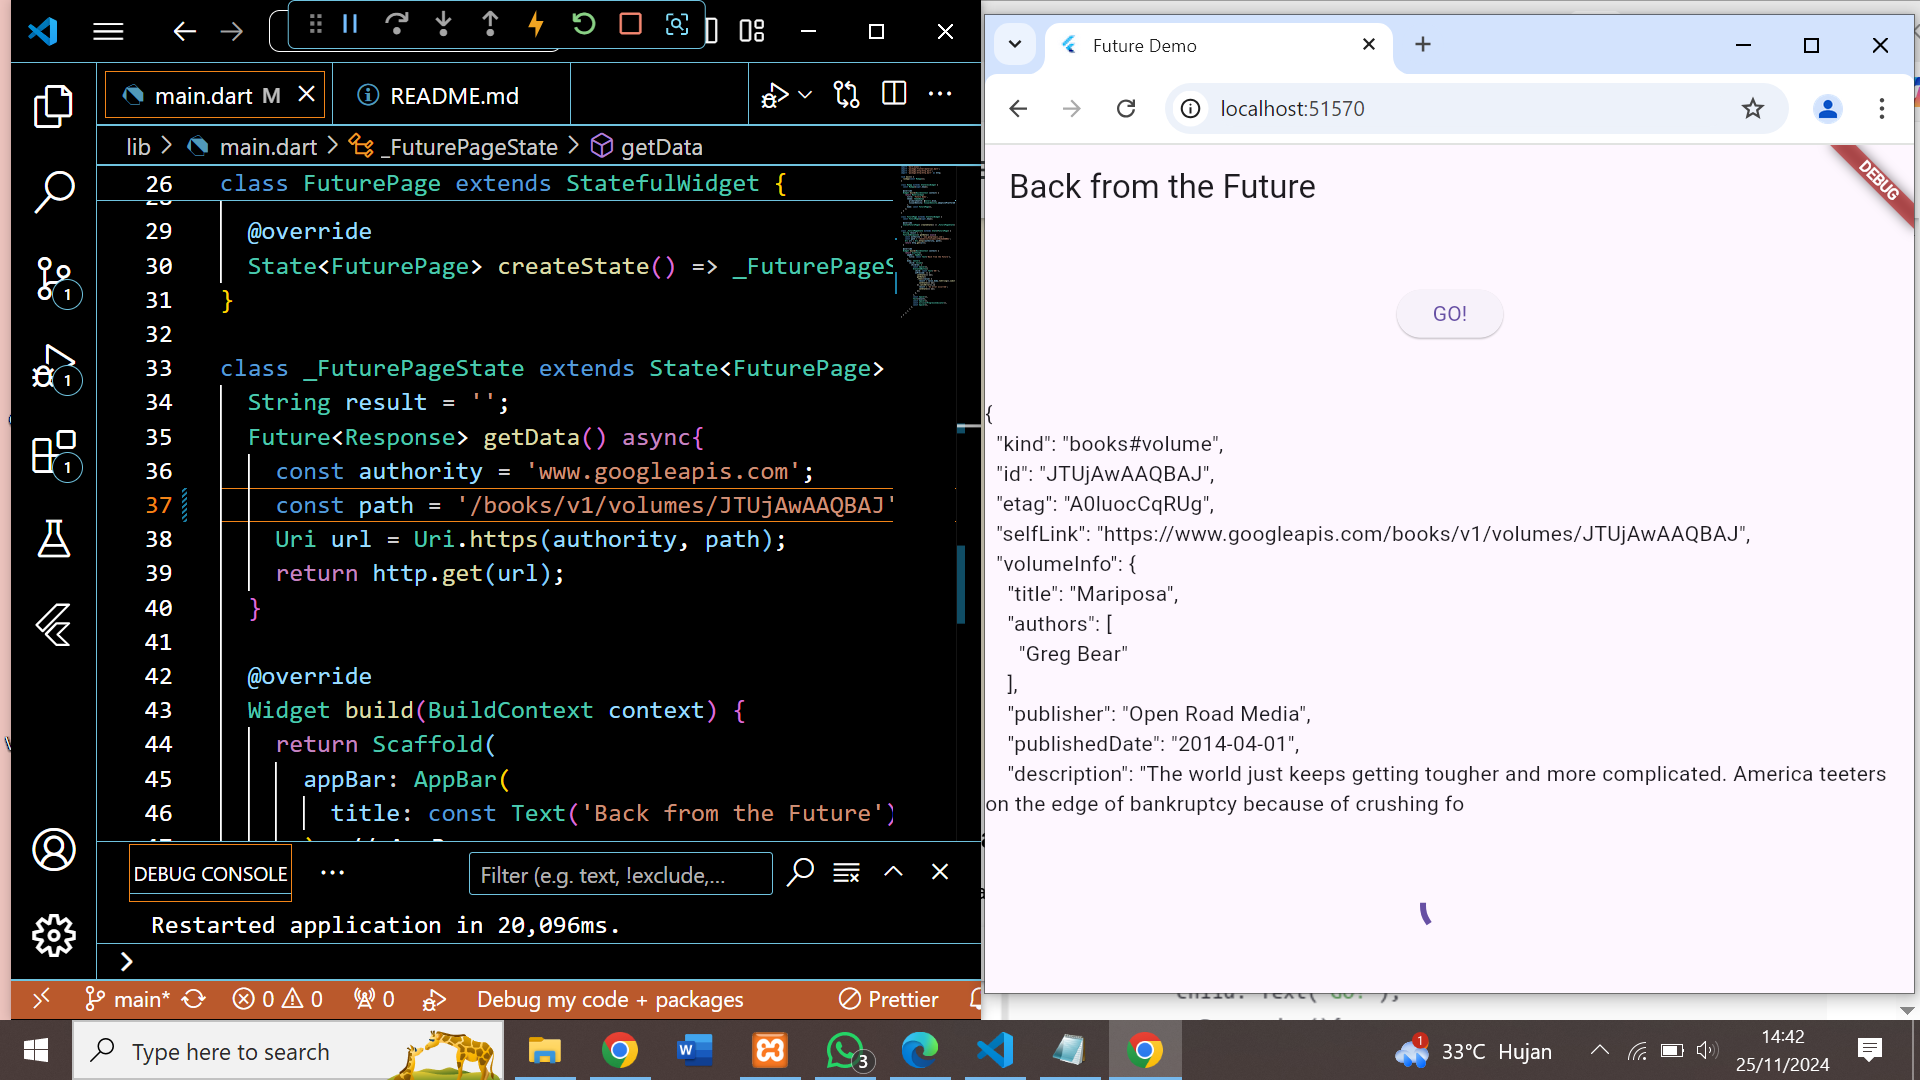 main.dart M
README.md
lib > main.dart > _FuturePageState > getData
26 class FuturePage extends StatefulWidget {
29 @override
30 State<FuturePage> createState() => _FuturePageS
31 }
32
33 class _FuturePageState extends State<FuturePage>
34 String result = '';
35 Future<Response> getData() async{
36 const authority = 'www.googleapis.com';
37 const path = '/books/v1/volumes/JTUjAwAAQBAJ'
38 Uri url = Uri.https(authority, path);
39 return http.get(url);
40 }
41
42 @override
43 Widget build(BuildContext context) {
44 return Scaffold(
45 appBar: AppBar(
46 title: const Text('Back from the Future')
1
1
1
DEBUG CONSOLE
Filter (e.g. text, !exclude,...
Restarted application in 20,096ms.
main* 0 0 0 Debug my code + packages Prettier
Future Demo
localhost:51570
DEBUG
Back from the Future
GO!
{
"kind": "books#volume",
"id": "JTUjAwAAQBAJ",
"etag": "A0IuocCqRUg",
"selfLink": "https://www.googleapis.com/books/v1/volumes/JTUjAwAAQBAJ",
"volumeInfo": {
"title": "Mariposa",
"authors": [
"Greg Bear"
],
"publisher": "Open Road Media",
"publishedDate": "2014-04-01",
"description": "The world just keeps getting tougher and more complicated. America teeters
on the edge of bankruptcy because of crushing fo
Type here to search
3
1
33°C Hujan
14:42
25/11/2024